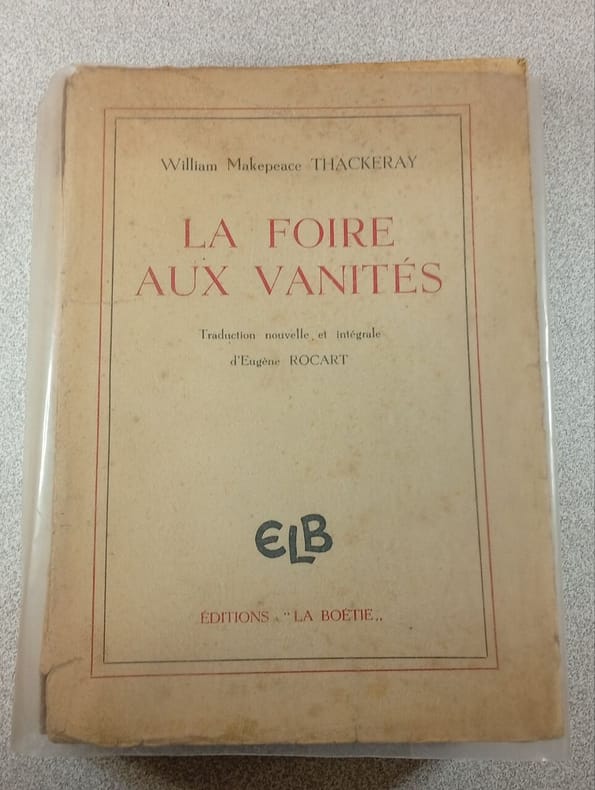 William Makepeace THACKERAY
LA FOIRE
AUX VANITÉS
Traduction nouvelle et intégrale
d'Eugène ROCART
ELB
ÉDITIONS "LA BOÉTIE„